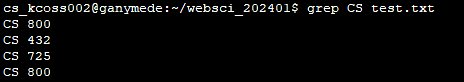 cs_kcoss002@ganymede:~/websci_202401$ grep CS test.txt
CS 800
CS 432
CS 725
CS 800